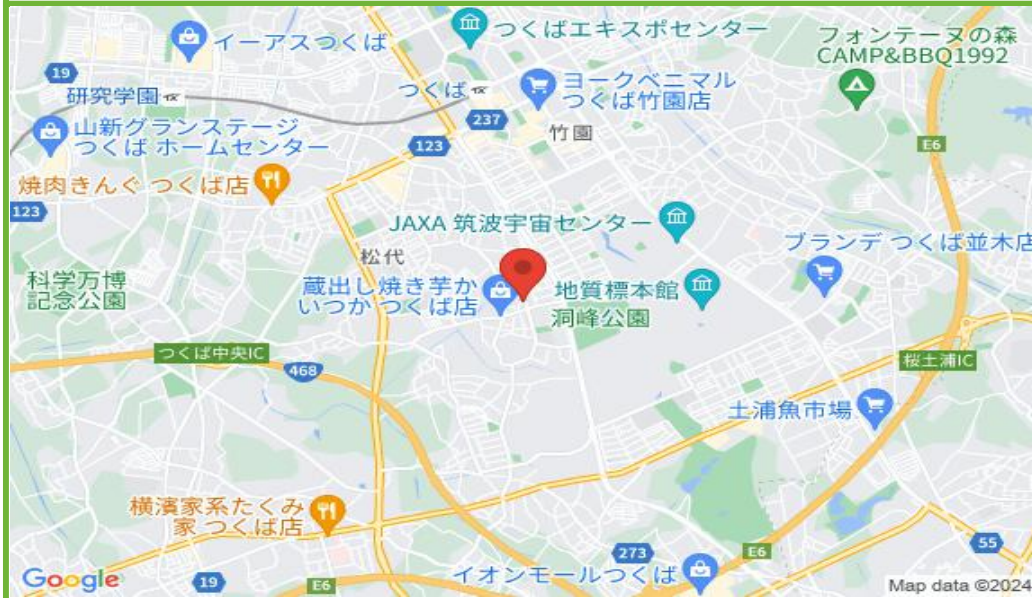 つくばエキスポセンター
イーアスつくば
フォンテーヌの森
CAMP&BBQ1992
19
研究学園
つくば
ヨークベニマル
つくば竹園店
237
竹園
山新グランステージ
つくば ホームセンター
123
E6
焼肉きんぐ つくば店
123
JAXA 筑波宇宙センター
松代
ブランデ つくば並木店
科学万博
記念公園
蔵出し焼き芋か
いつか つくば店
地質標本館
洞峰公園
つくば中央IC
468
桜土浦IC
土浦魚市場
横濱家系たくみ
家 つくば店
273
E6
55
Google
19
E6
イオンモールつくば
Map data ©2024